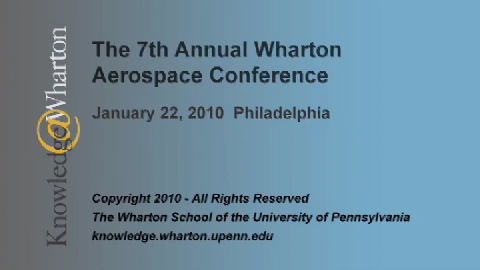 Knowledge@Wharton
The 7th Annual Wharton
Aerospace Conference
January 22, 2010 Philadelphia
Copyright 2010 - All Rights Reserved
The Wharton School of the University of Pennsylvania
knowledge.wharton.upenn.edu